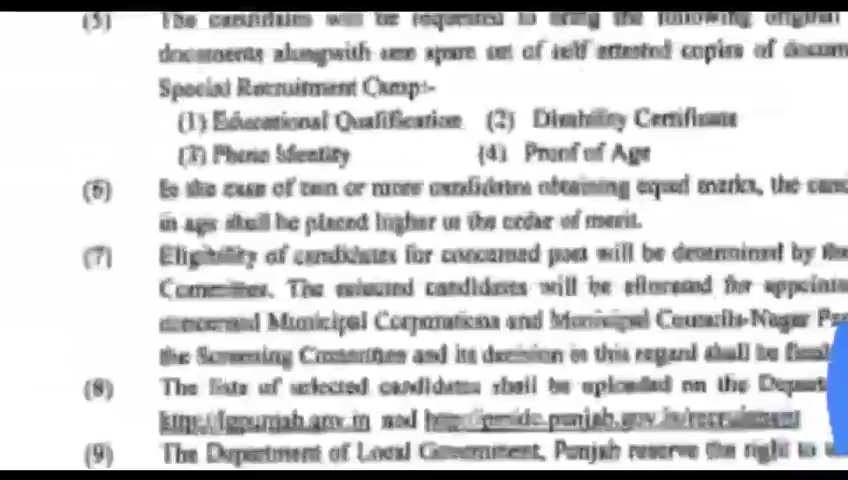 (5) The candidates will be requested to bring the following original
documents alongwith one spare set of self attested copies of
Special Recruitment Camp:-
(1) Educational Qualification (2) Disability Certificate
(3) Photo Identity (4) Proof of Age
(6) In the case of two or more candidates obtaining equal marks, the
in age shall be placed higher in the order of merit.
(7) Eligibility of candidates for concerned post will be determined by the
Committee. The selected candidates will be allocated for
concerned Municipal Corporations and Municipal Councils-Nagar
the Screening Committee and its decision in this regard shall be final
(8) The lists of selected candidates shall be uploaded on the
and
(9) The Department of Local Government, Punjab reserve the right to